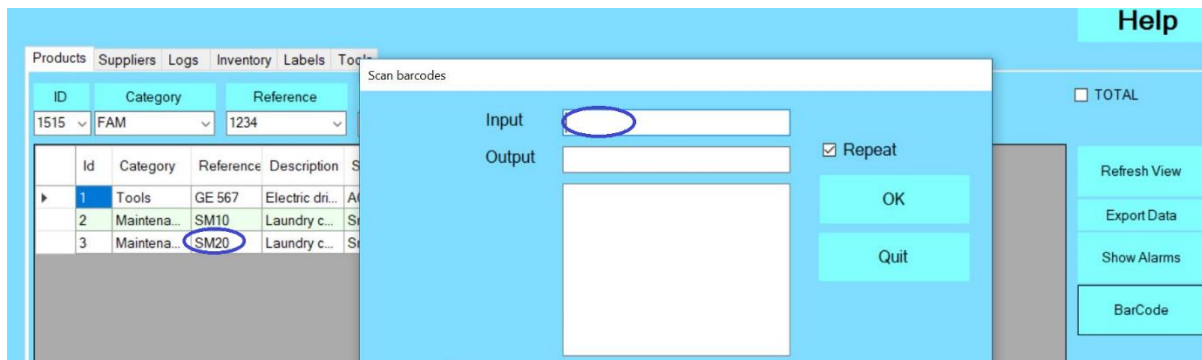 Help
Products Suppliers Logs Inventory Labels
Scan barcodes
ID Category Reference
TOTAL
1515 FAM 1234
Input
Output
Repeat
Id Category Reference Description
Refresh View
1 Tools GE 567 Electric dri...
OK
2 Maintena... SM10 Laundry c...
Export Data
3 Maintena... SM20 Laundry c...
Quit
Show Alarms
BarCode